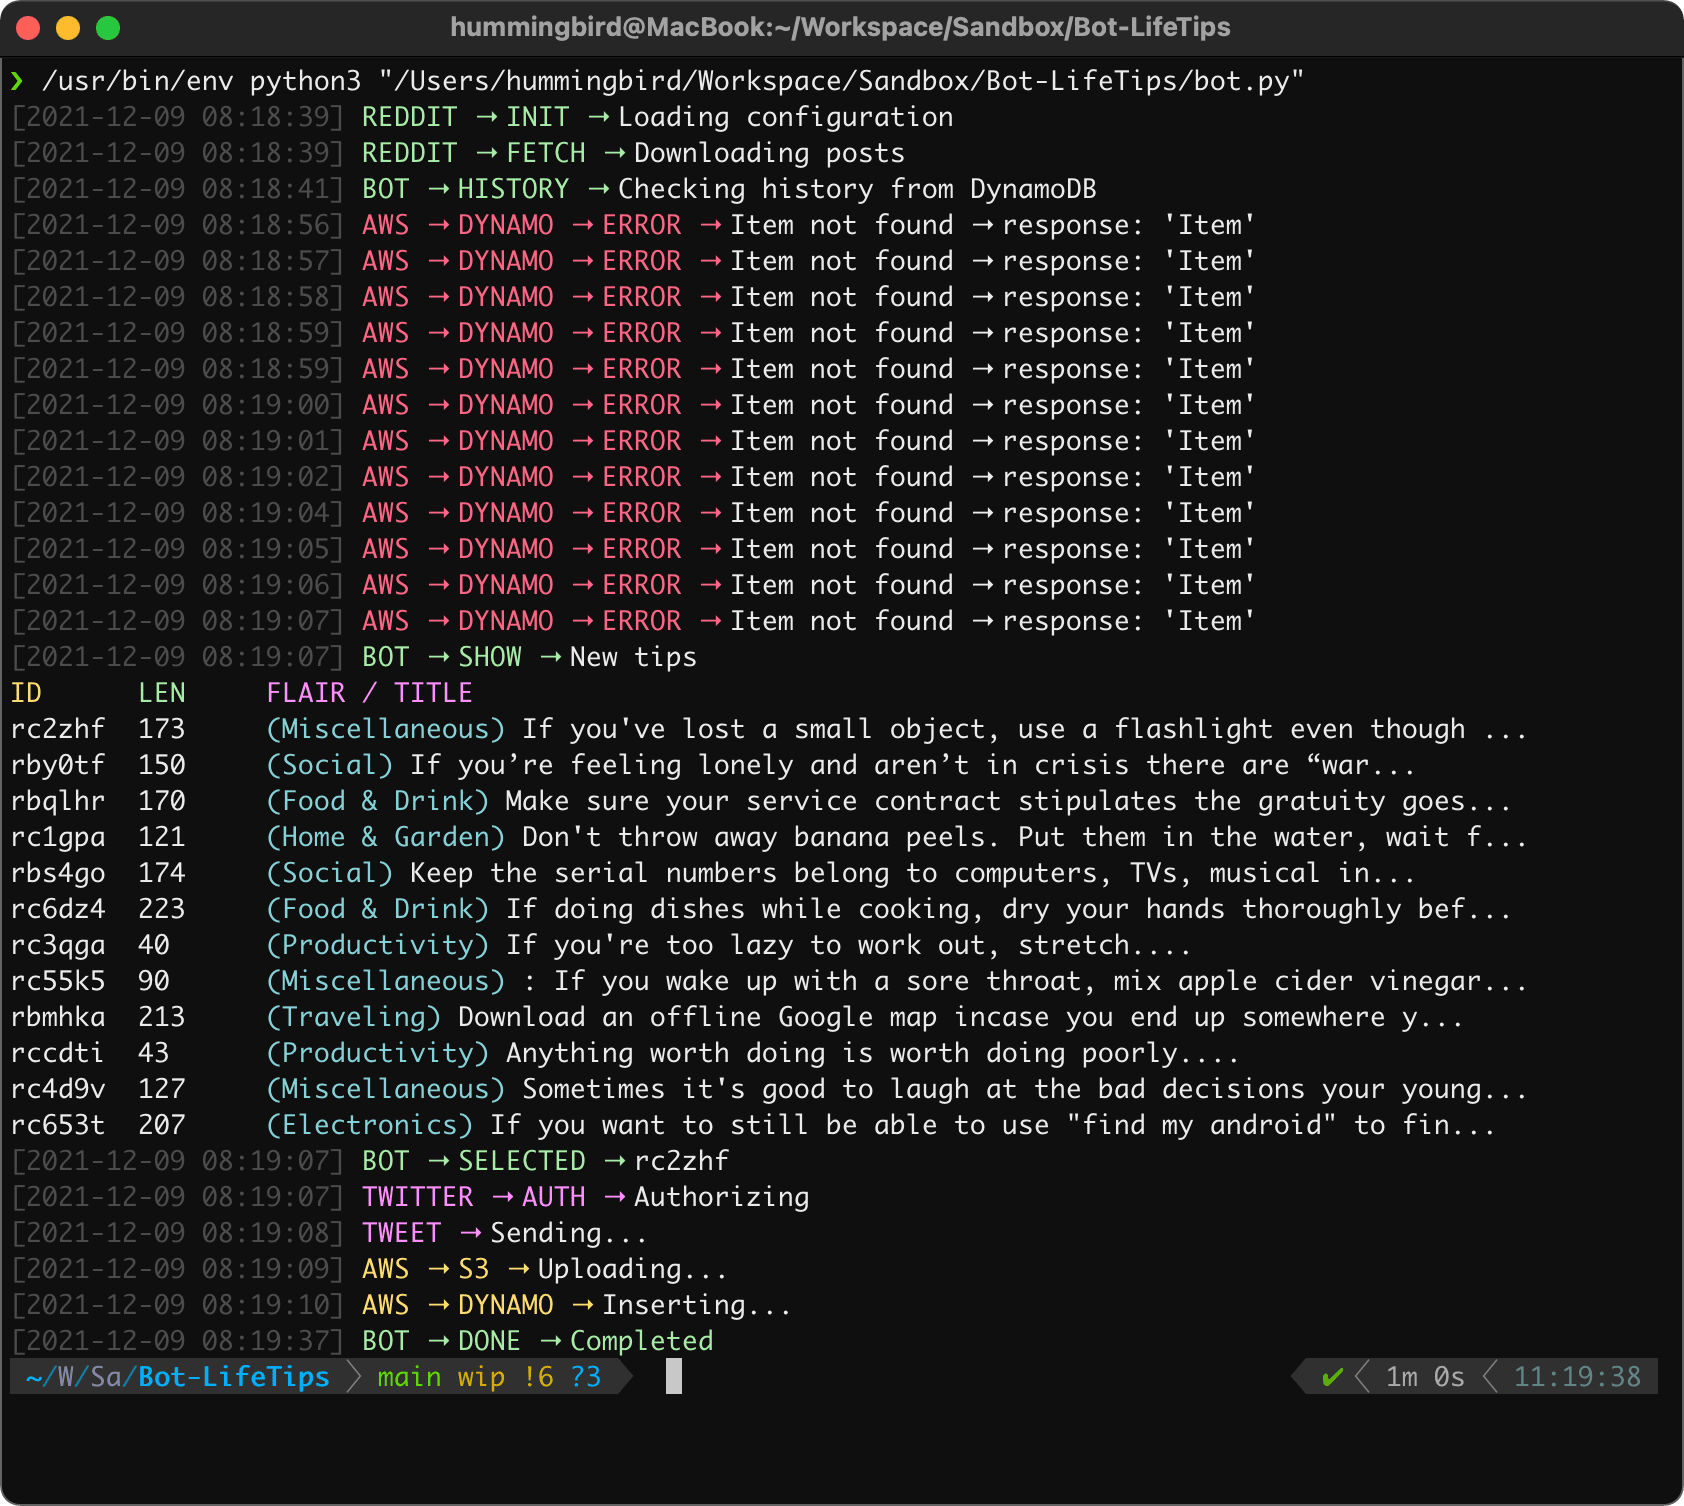 hummingbird@MacBook:~/Workspace/Sandbox/Bot-LifeTips
❯ /usr/bin/env python3 "/Users/hummingbird/Workspace/Sandbox/Bot-LifeTips/bot.py"
[2021-12-09 08:18:39] REDDIT → INIT → Loading configuration
[2021-12-09 08:18:39] REDDIT → FETCH → Downloading posts
[2021-12-09 08:18:41] BOT → HISTORY → Checking history from DynamoDB
[2021-12-09 08:18:56] AWS → DYNAMO → ERROR → Item not found → response: 'Item'
[2021-12-09 08:18:57] AWS → DYNAMO → ERROR → Item not found → response: 'Item'
[2021-12-09 08:18:58] AWS → DYNAMO → ERROR → Item not found → response: 'Item'
[2021-12-09 08:18:59] AWS → DYNAMO → ERROR → Item not found → response: 'Item'
[2021-12-09 08:18:59] AWS → DYNAMO → ERROR → Item not found → response: 'Item'
[2021-12-09 08:19:00] AWS → DYNAMO → ERROR → Item not found → response: 'Item'
[2021-12-09 08:19:01] AWS → DYNAMO → ERROR → Item not found → response: 'Item'
[2021-12-09 08:19:02] AWS → DYNAMO → ERROR → Item not found → response: 'Item'
[2021-12-09 08:19:04] AWS → DYNAMO → ERROR → Item not found → response: 'Item'
[2021-12-09 08:19:05] AWS → DYNAMO → ERROR → Item not found → response: 'Item'
[2021-12-09 08:19:06] AWS → DYNAMO → ERROR → Item not found → response: 'Item'
[2021-12-09 08:19:07] AWS → DYNAMO → ERROR → Item not found → response: 'Item'
[2021-12-09 08:19:07] BOT → SHOW → New tips
ID LEN FLAIR / TITLE
rc2zhf 173 (Miscellaneous) If you've lost a small object, use a flashlight even though ...
rby0tf 150 (Social) If you’re feeling lonely and aren’t in crisis there are “war...
rbqlhr 170 (Food & Drink) Make sure your service contract stipulates the gratuity goes...
rc1gpa 121 (Home & Garden) Don't throw away banana peels. Put them in the water, wait f...
rbs4go 174 (Social) Keep the serial numbers belong to computers, TVs, musical in...
rc6dz4 223 (Food & Drink) If doing dishes while cooking, dry your hands thoroughly bef...
rc3qga 40 (Productivity) If you're too lazy to work out, stretch....
rc55k5 90 (Miscellaneous) : If you wake up with a sore throat, mix apple cider vinegar...
rbmhka 213 (Traveling) Download an offline Google map incase you end up somewhere y...
rccdti 43 (Productivity) Anything worth doing is worth doing poorly....
rc4d9v 127 (Miscellaneous) Sometimes it's good to laugh at the bad decisions your young...
rc653t 207 (Electronics) If you want to still be able to use "find my android" to fin...
[2021-12-09 08:19:07] BOT → SELECTED → rc2zhf
[2021-12-09 08:19:07] TWITTER → AUTH → Authorizing
[2021-12-09 08:19:08] TWEET → Sending...
[2021-12-09 08:19:09] AWS → S3 → Uploading...
[2021-12-09 08:19:10] AWS → DYNAMO → Inserting...
[2021-12-09 08:19:37] BOT → DONE → Completed
~/W/Sa/Bot-LifeTips main wip !6 ?3 ✔ 1m 0s 11:19:38